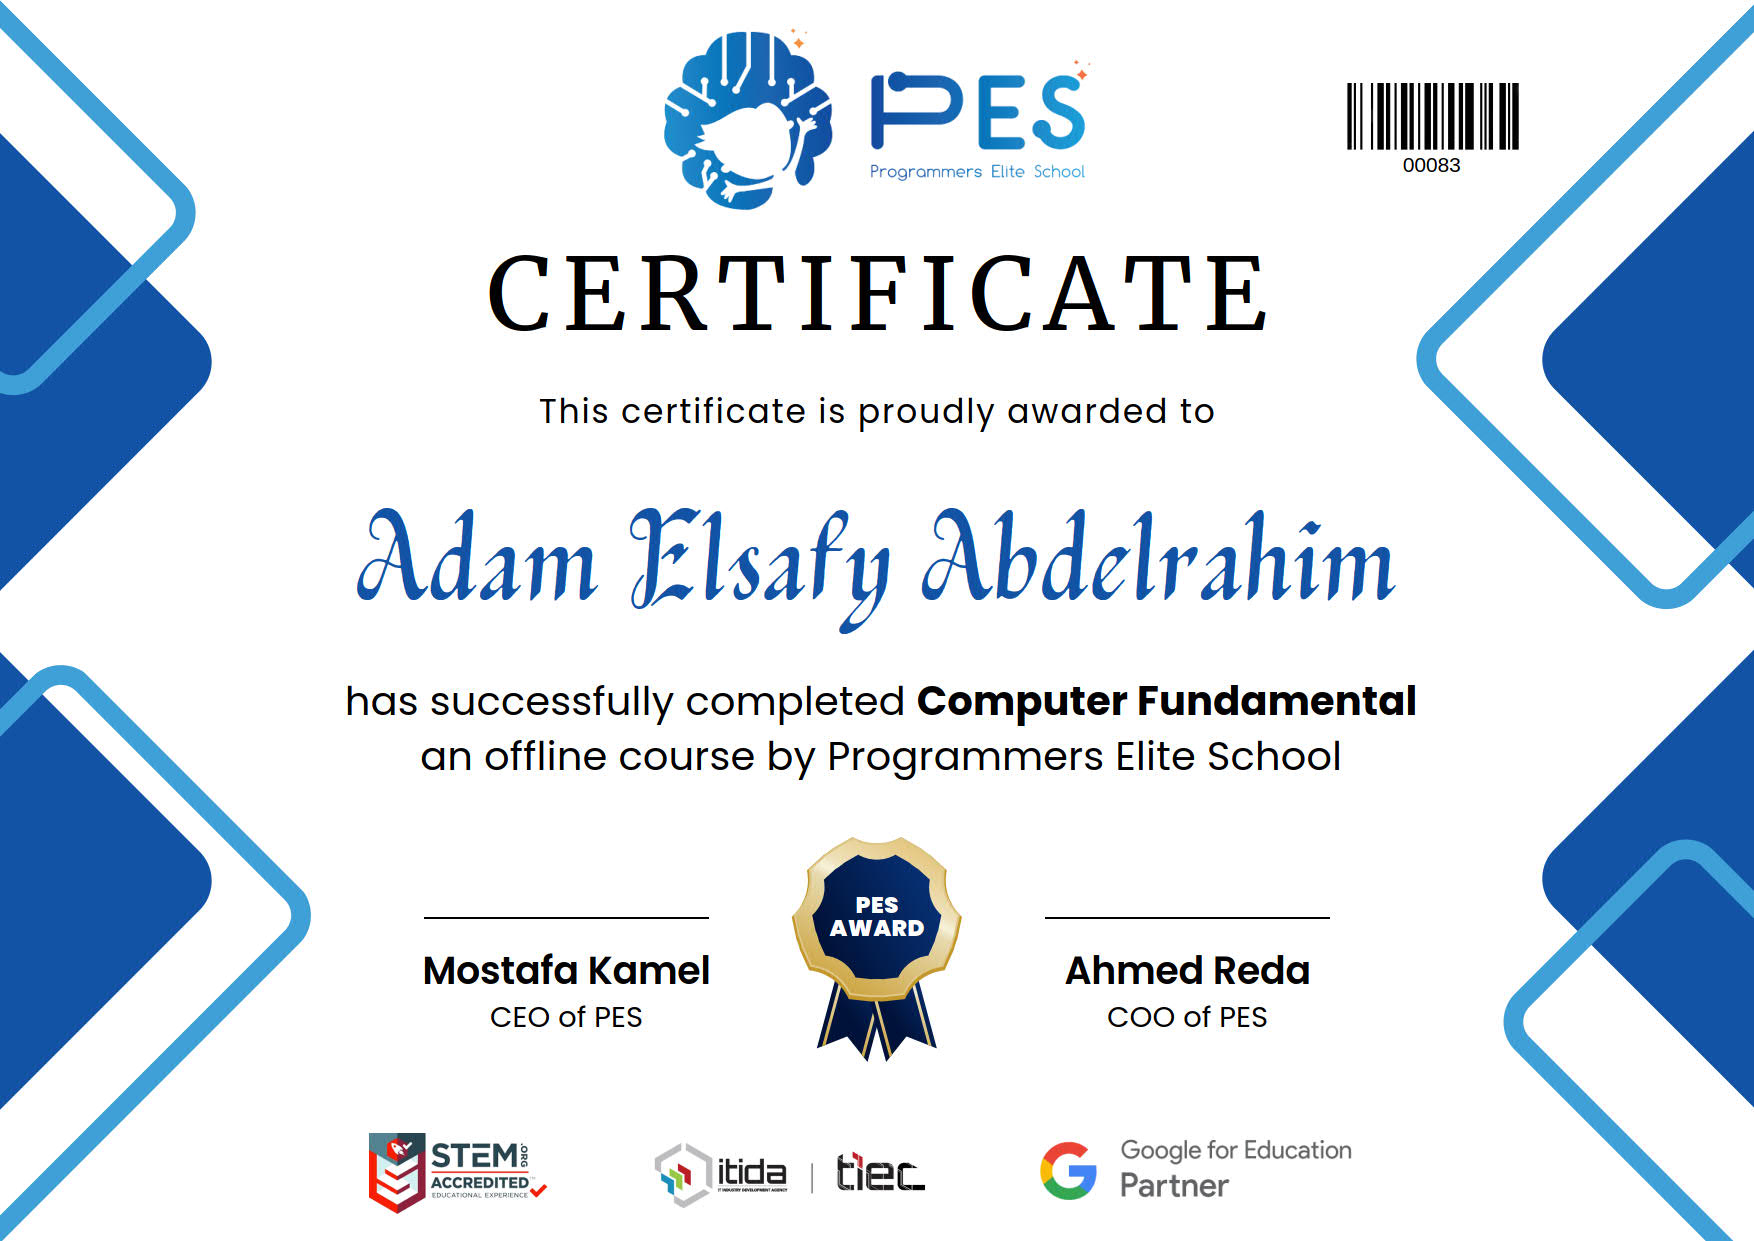 PES
Programmers Elite School
00083
CERTIFICATE
This certificate is proudly awarded to
Adam Elsafy Abdelrahim
has successfully completed Computer Fundamental
an offline course by Programmers Elite School
PES
AWARD
Mostafa Kamel
CEO of PES
Ahmed Reda
COO of PES
STEM.ORG
ACCREDITED
EDUCATIONAL EXPERIENCE
itida
IT INDUSTRY DEVELOPMENT AGENCY
tiec
Google for Education
Partner